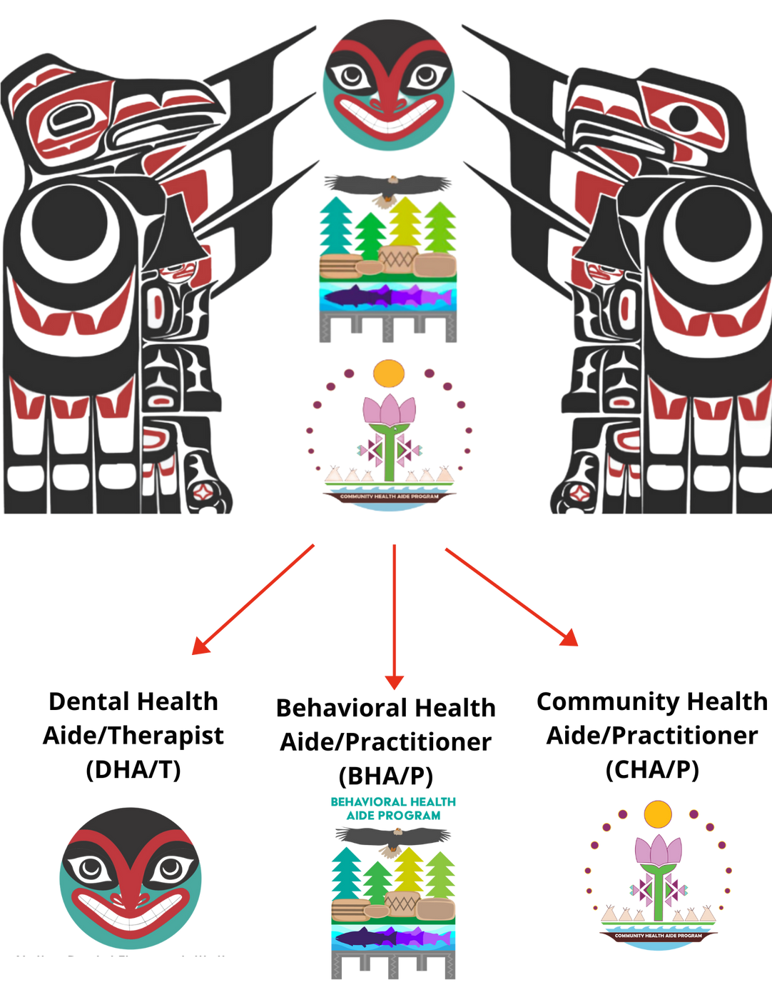 COMMUNITY HEALTH AIDE PROGRAM
Dental Health
Aide/Therapist
(DHA/T)
Behavioral Health
Aide/Practitioner
(BHA/P)
Community Health
Aide/Practitioner
(CHA/P)
BEHAVIORAL HEALTH
AIDE PROGRAM
COMMUNITY HEALTH AIDE PROGRAM